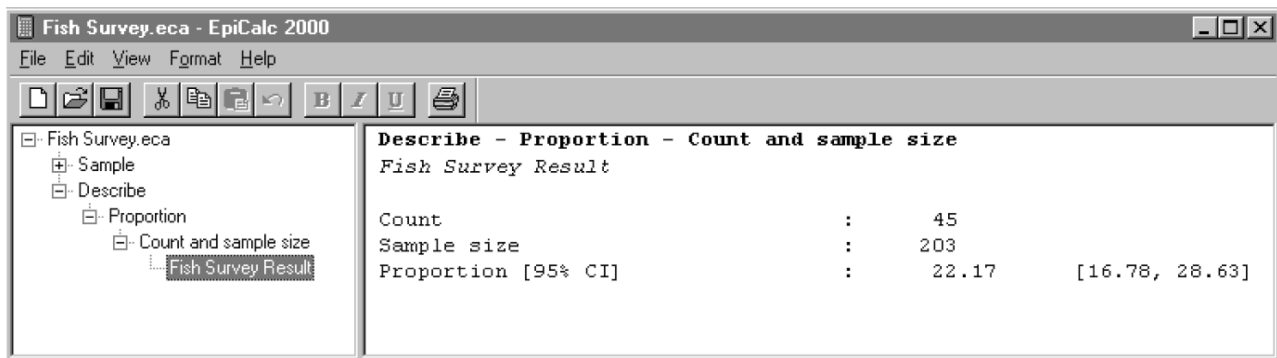 Fish Survey.eca - EpiCalc 2000
File Edit View Format Help
B I U
Fish Survey.eca
Sample
Describe
Proportion
Count and sample size
Fish Survey Result
Describe - Proportion - Count and sample size
Fish Survey Result
Count : 45
Sample size : 203
Proportion [95% CI] : 22.17 [16.78, 28.63]